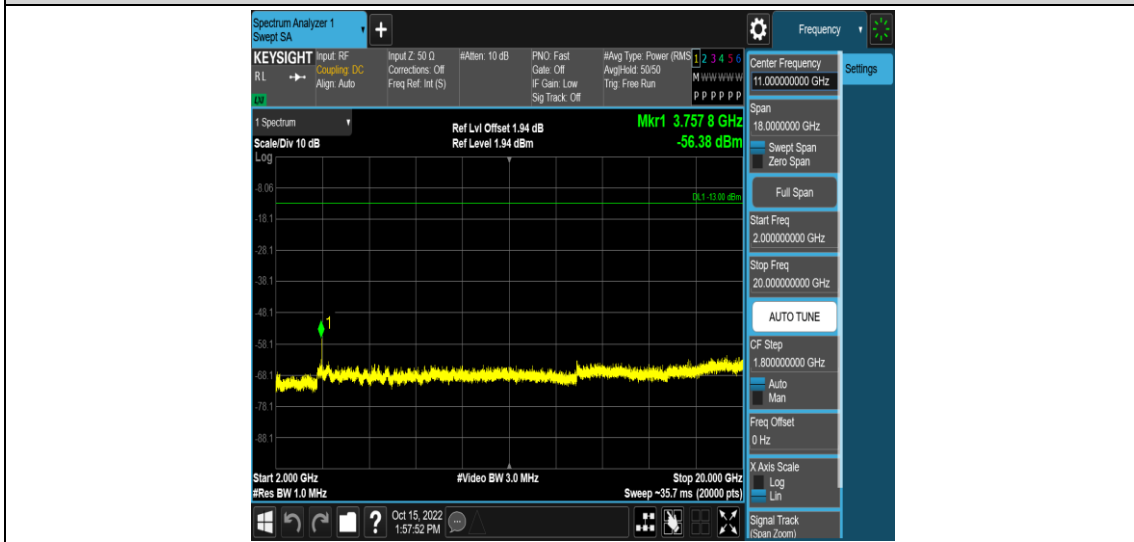 Spectrum Analyzer 1
Swept SA
+
Frequency
KEYSIGHT
RL
LXI
Input: RF
Coupling: DC
Align: Auto
Input Z: 50 Ω
Corrections: Off
Freq Ref: Int (S)
#Atten: 10 dB
PNO: Fast
Gate: Off
IF Gain: Low
Sig Track: Off
#Avg Type: Power (RMS
Avg|Hold: 50/50
Trig: Free Run
1 2 3 4 5 6
M W W W W W
P P P P P P
1 Spectrum
Scale/Div 10 dB
Log
Ref Lvl Offset 1.94 dB
Ref Level 1.94 dBm
Mkr1 3.757 8 GHz
-56.38 dBm
-8.06
DL1 -13.00 dBm
-18.1
-28.1
-38.1
-48.1
1
-58.1
-68.1
-78.1
-88.1
Start 2.000 GHz
#Res BW 1.0 MHz
#Video BW 3.0 MHz
Stop 20.000 GHz
Sweep ~35.7 ms (20000 pts)
Center Frequency
11.000000000 GHz
Settings
Span
18.0000000 GHz
Swept Span
Zero Span
Full Span
Start Freq
2.000000000 GHz
Stop Freq
20.000000000 GHz
AUTO TUNE
CF Step
1.800000000 GHz
Auto
Man
Freq Offset
0 Hz
X Axis Scale
Log
Lin
Signal Track
(Span Zoom)
?
Oct 15, 2022
1:57:52 PM